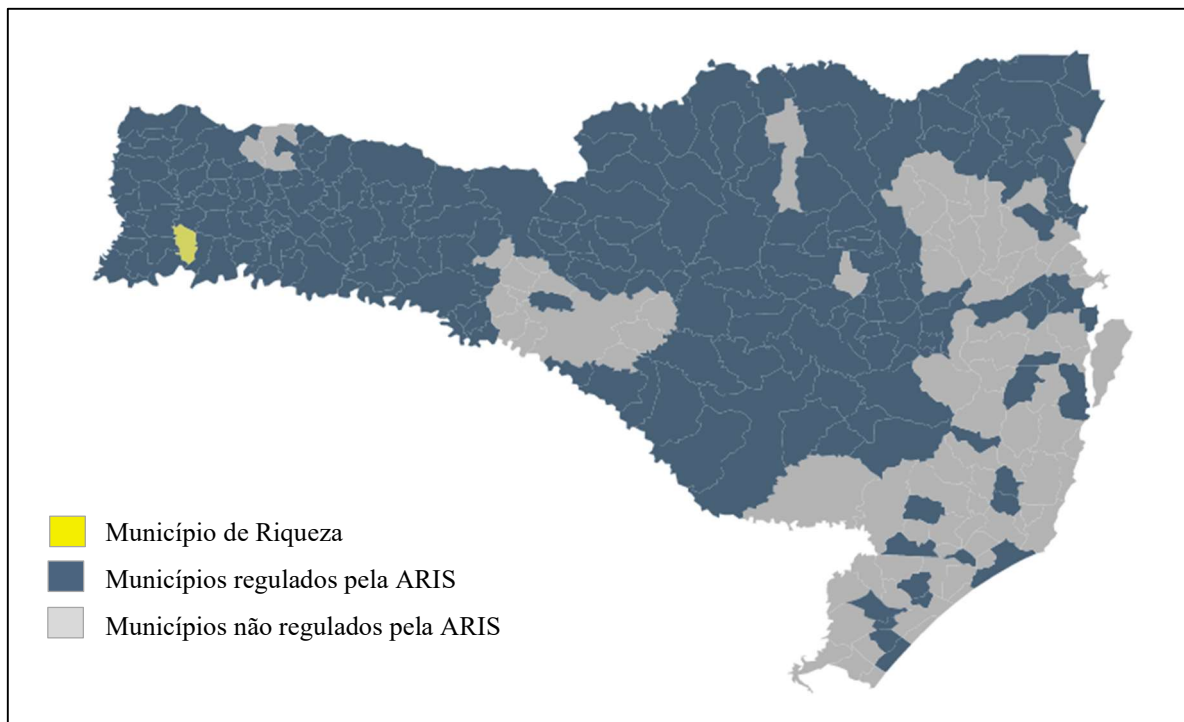 Município de Riqueza
Municípios regulados pela ARIS
Municípios não regulados pela ARIS